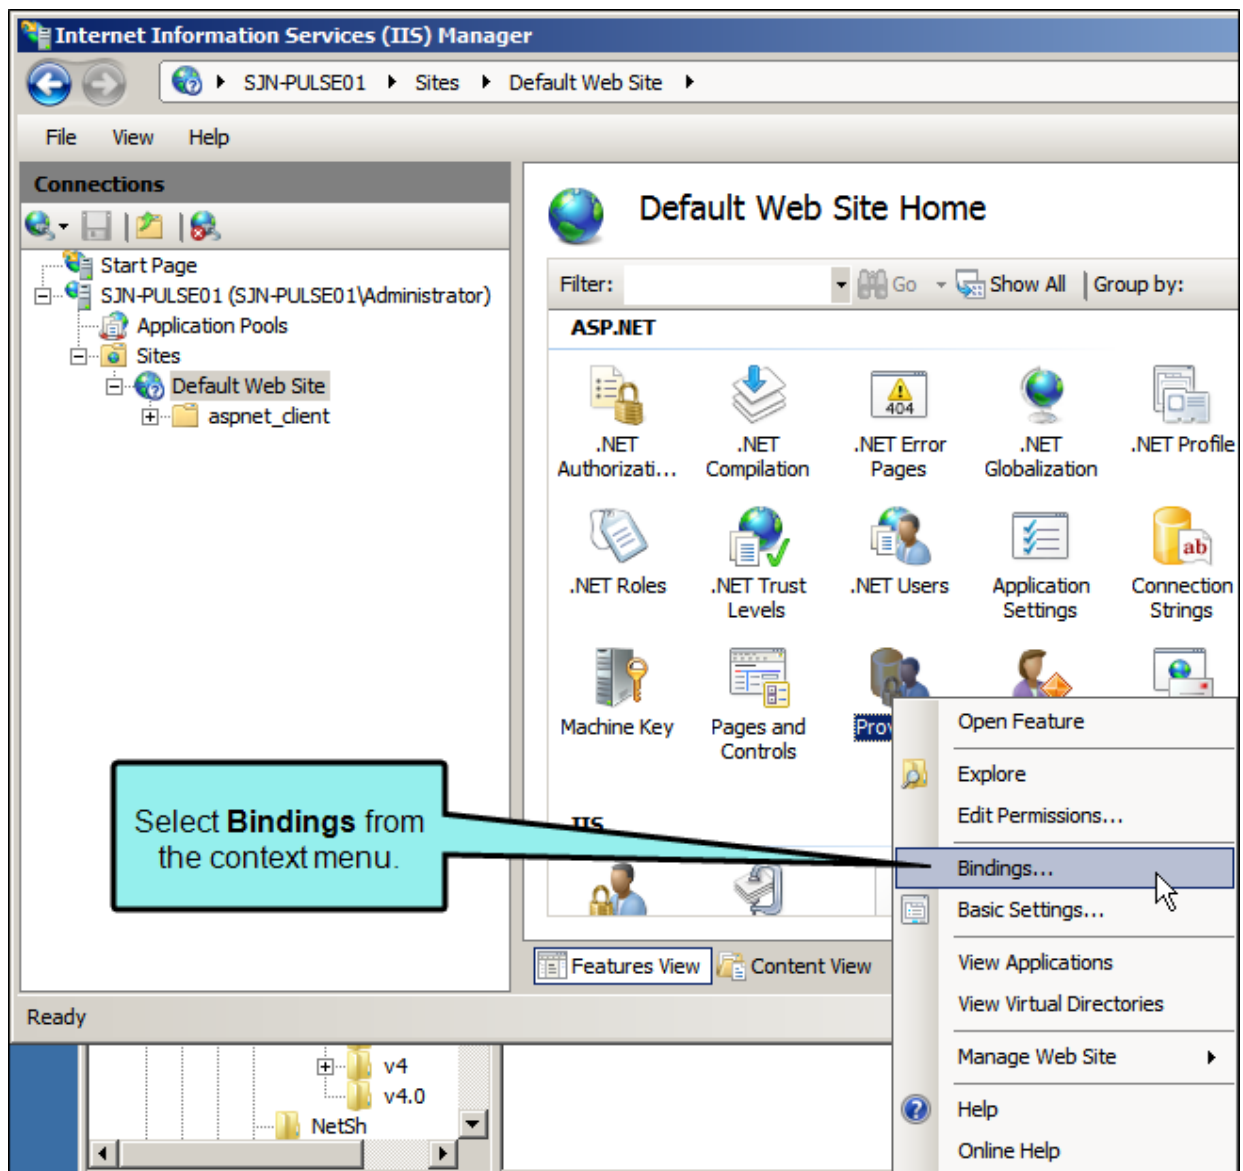 Internet Information Services (IIS) Manager
SJN-PULSE01 Sites Default Web Site
File View Help
Connections
Start Page
SJN-PULSE01 (SJN-PULSE01\Administrator)
Application Pools
Sites
Default Web Site
aspnet_client
Default Web Site Home
Filter: Go Show All Group by:
ASP.NET
404
.NET
Authorizati...
.NET
Compilation
.NET Error
Pages
.NET
Globalization
.NET Profile
ab
.NET Roles
.NET Trust
Levels
.NET Users
Application
Settings
Connection
Strings
Machine Key
Pages and
Controls
IIS
Select Bindings from
the context menu.
Open Feature
Explore
Edit Permissions...
Bindings...
Basic Settings...
View Applications
View Virtual Directories
Manage Web Site
Help
Online Help
Features View Content View
Ready
v4
v4.0
NetSh